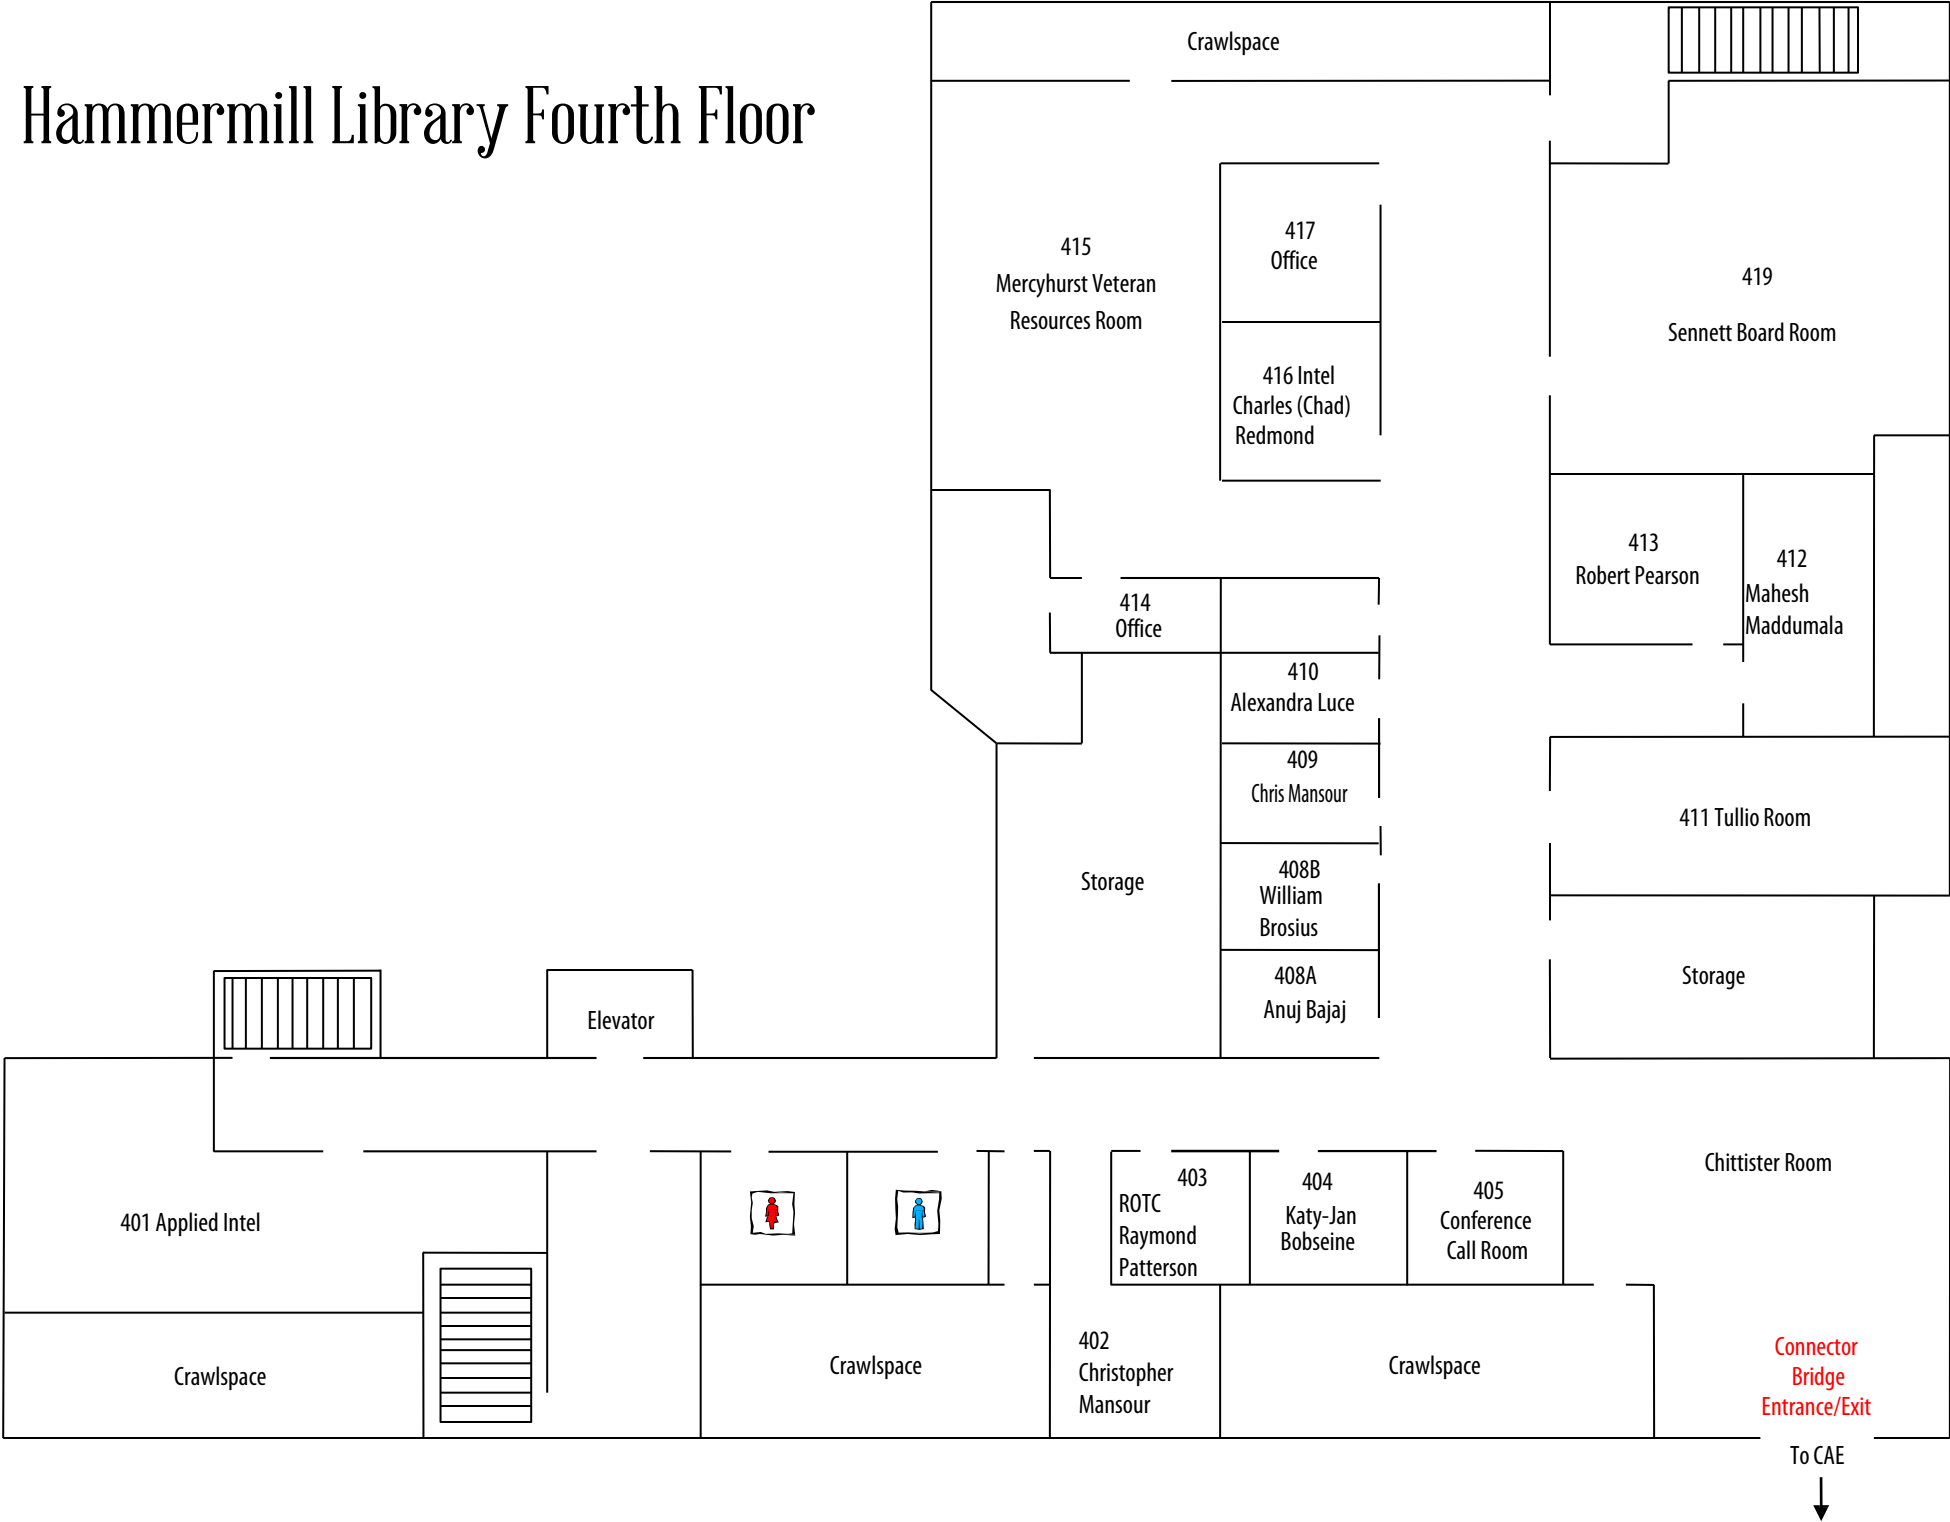 Crawlspace
Hammermill Library Fourth Floor
417
Office
415
Mercyhurst Veteran
Resources Room
419
Sennett Board Room
416 Intel
Charles (Chad)
Redmond
413
Robert Pearson
412
Mahesh
Maddumala
414
Office
410
Alexandra Luce
409
Chris Mansour
411 Tullio Room
408B
William
Brosius
Storage
408A
Anuj Bajaj
Storage
Elevator
Chittister Room
401 Applied Intel
403
ROTC
Raymond
Patterson
404
Katy-Jan
Bobseine
405
Conference
Call Room
Crawlspace
Crawlspace
402
Christopher
Mansour
Crawlspace
Connector
Bridge
Entrance/Exit
To CAE